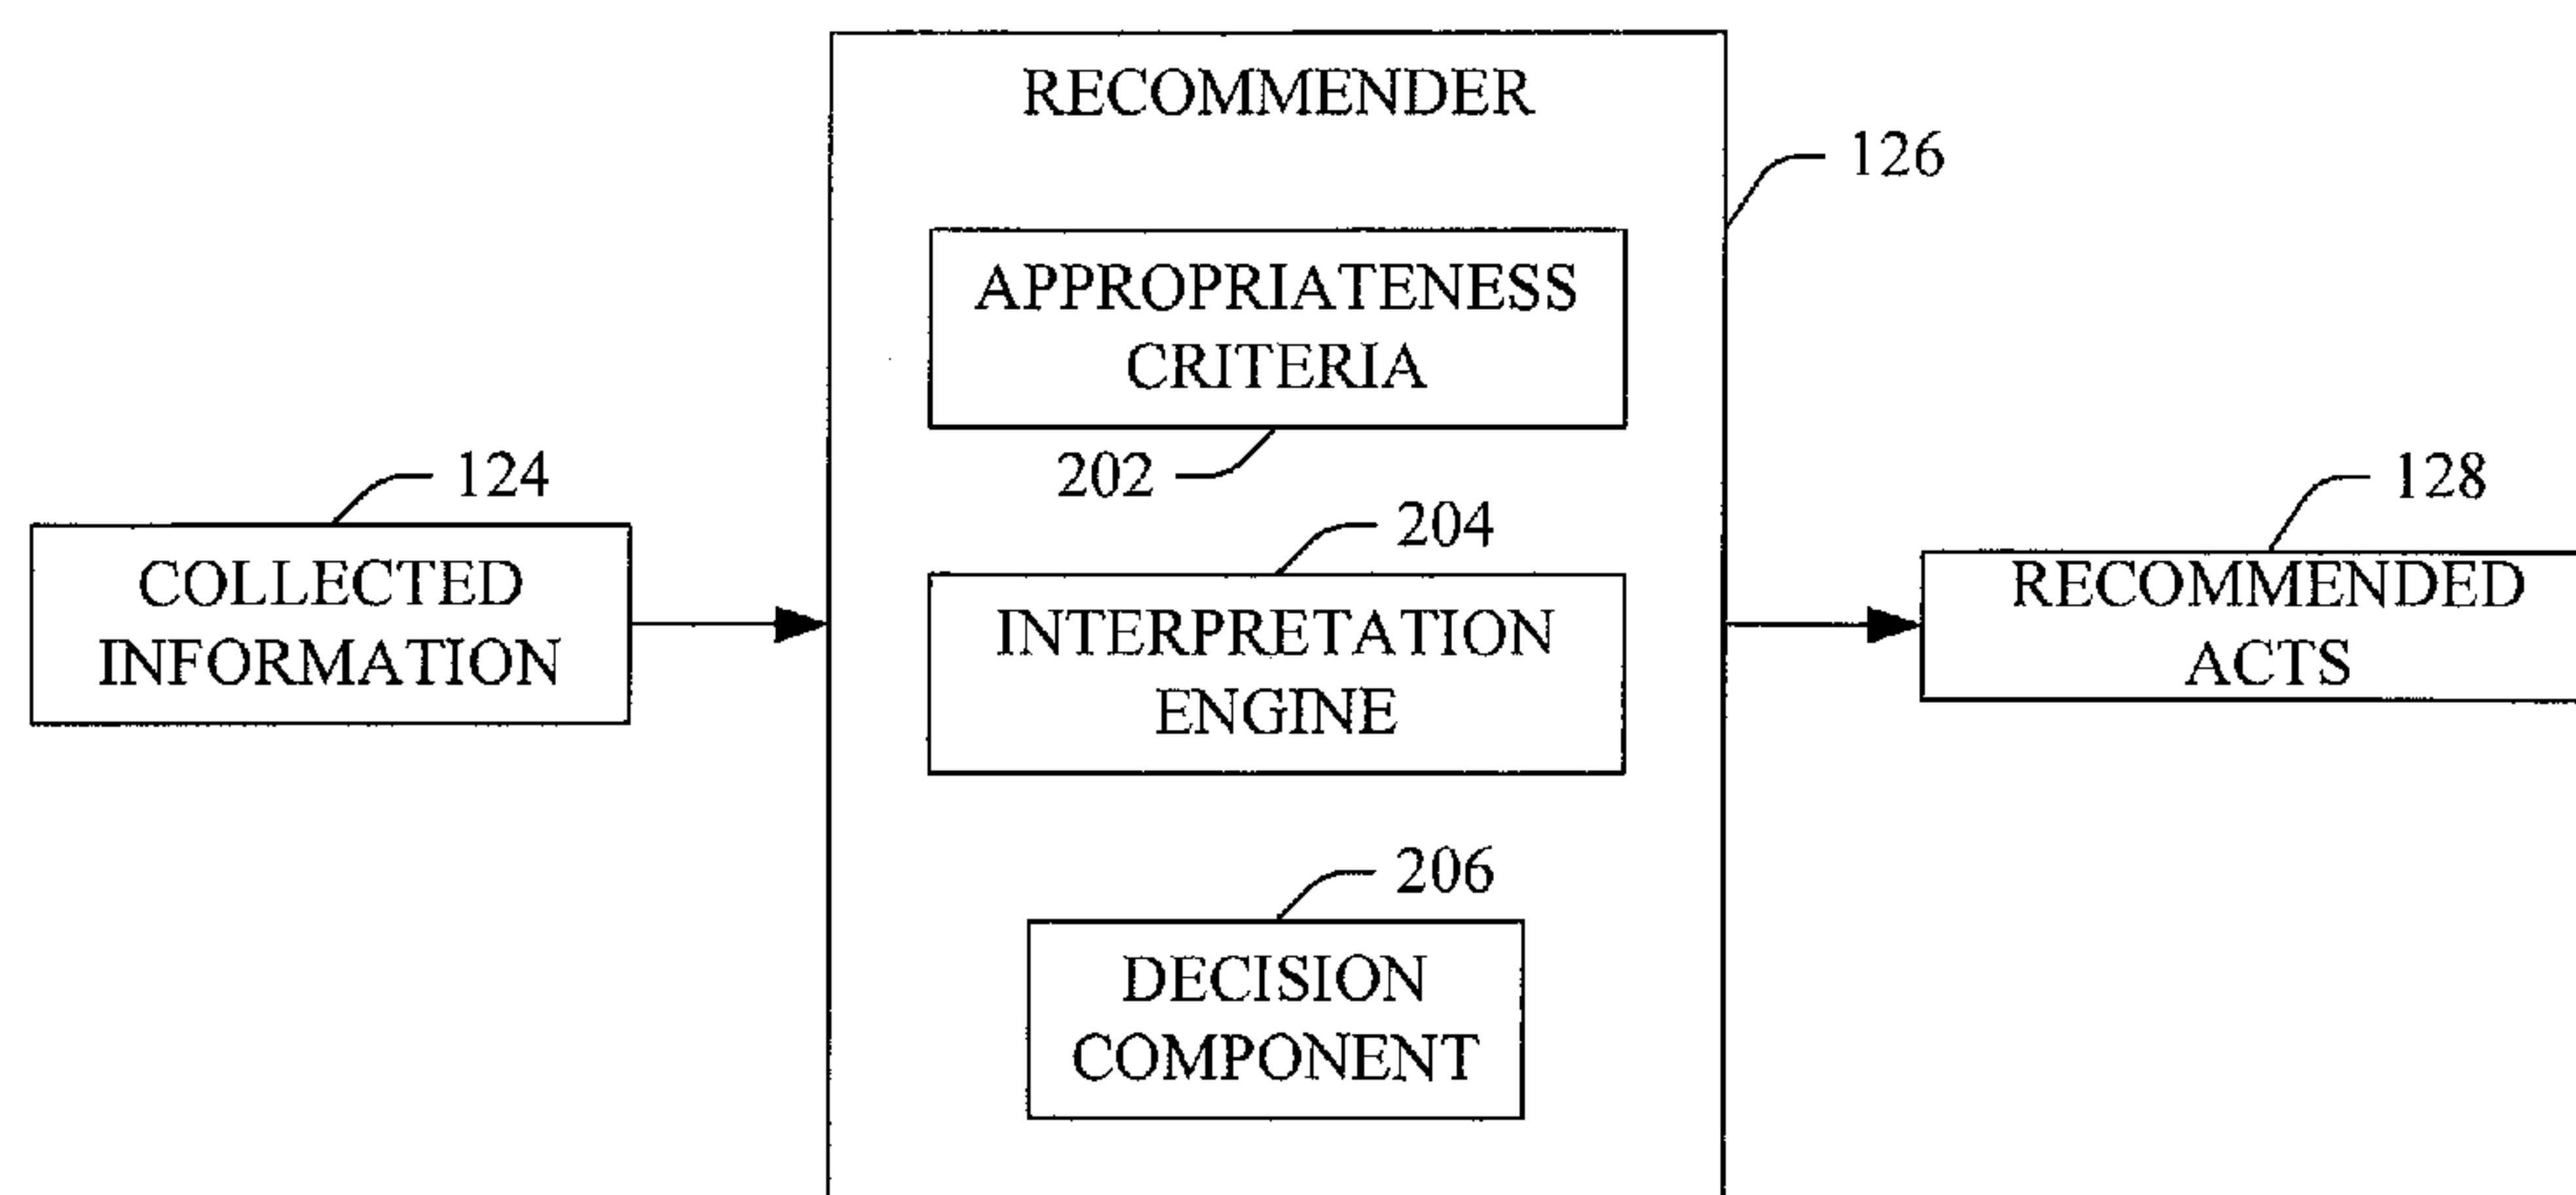 RECOMMENDER
126
APPROPRIATENESS
CRITERIA
202
124
COLLECTED
INFORMATION
204
INTERPRETATION
ENGINE
128
RECOMMENDED
ACTS
206
DECISION
COMPONENT